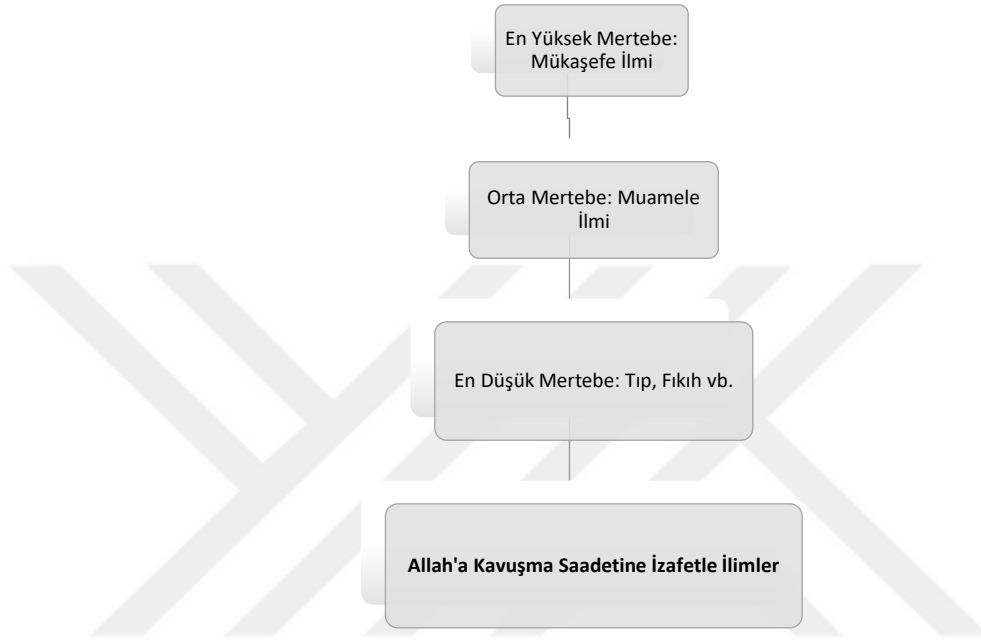 En Yüksek Mertebe:
Mükaşefe İlmi
Orta Mertebe: Muamele
İlmi
En Düşük Mertebe: Tıp, Fıkıh vb.
Allah'a Kavuşma Saadetine İzafetle İlimler